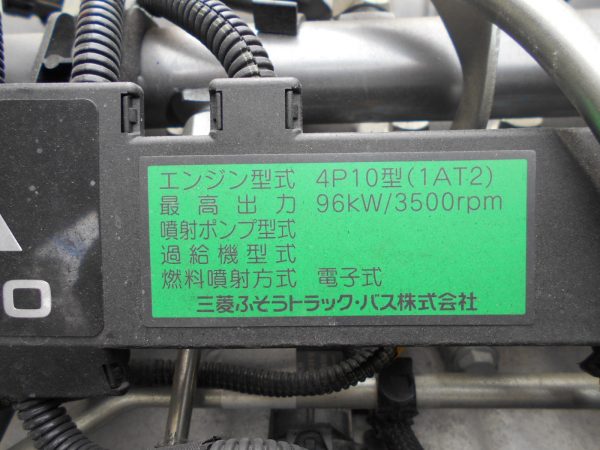 エンジン型式 4P10型(1AT2)
最高出力 96kW/3500rpm
噴射ポンプ型式
過給機型式
燃料噴射方式 電子式
三菱ふそうトラック・バス株式会社
O